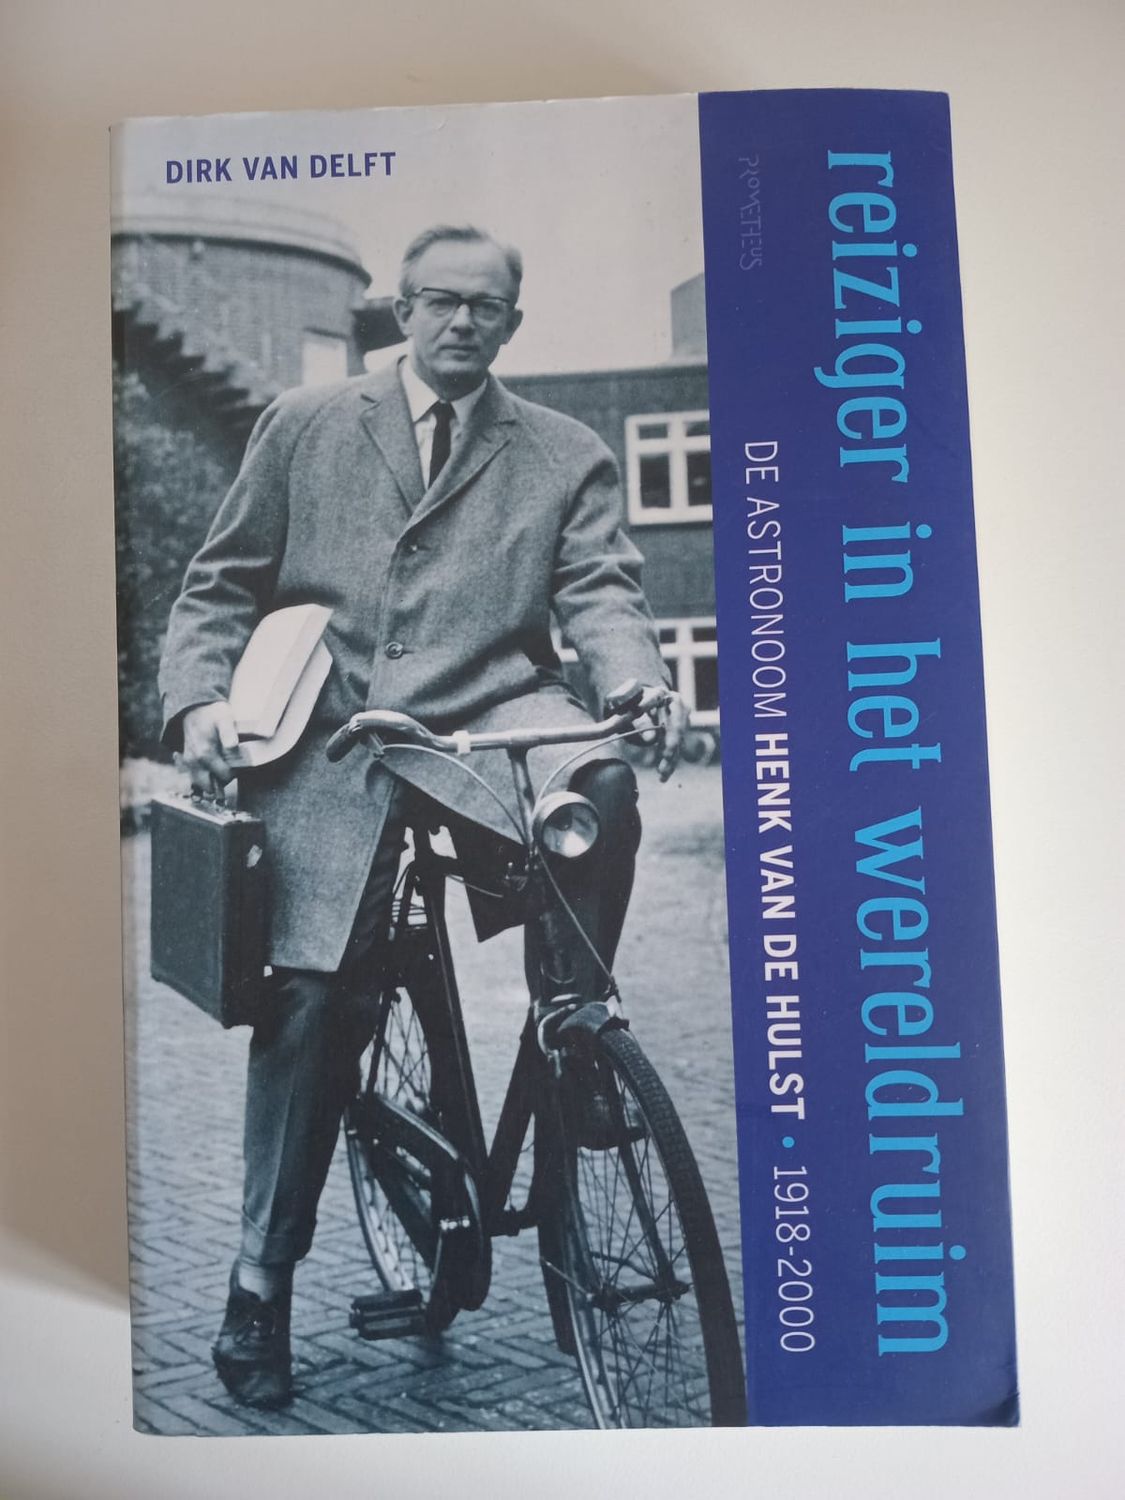 DIRK VAN DELFT
reiziger in het wereldruim
DE ASTRONOOM HENK VAN DE HULST • 1918-2000
PROMETHEUS